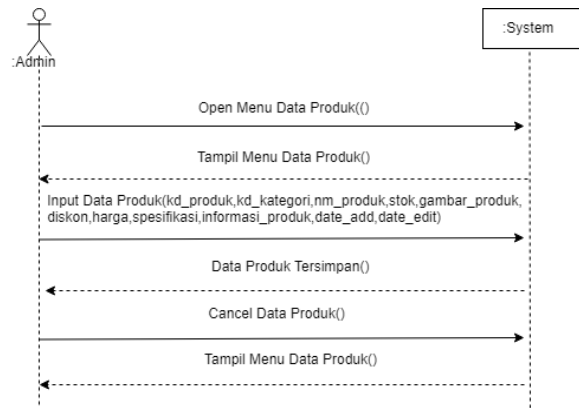 :Admin
:System
Open Menu Data Produk(()
Tampil Menu Data Produk()
Input Data Produk(kd_produk,kd_kategori,nm_produk,stok,gambar_produk,
diskon,harga,spesifikasi,informasi_produk,date_add,date_edit)
Data Produk Tersimpan()
Cancel Data Produk()
Tampil Menu Data Produk()